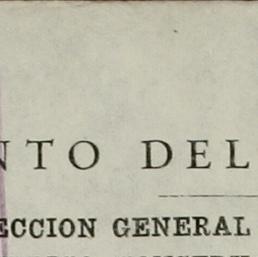 NTO DEL
ECCION GENERAL